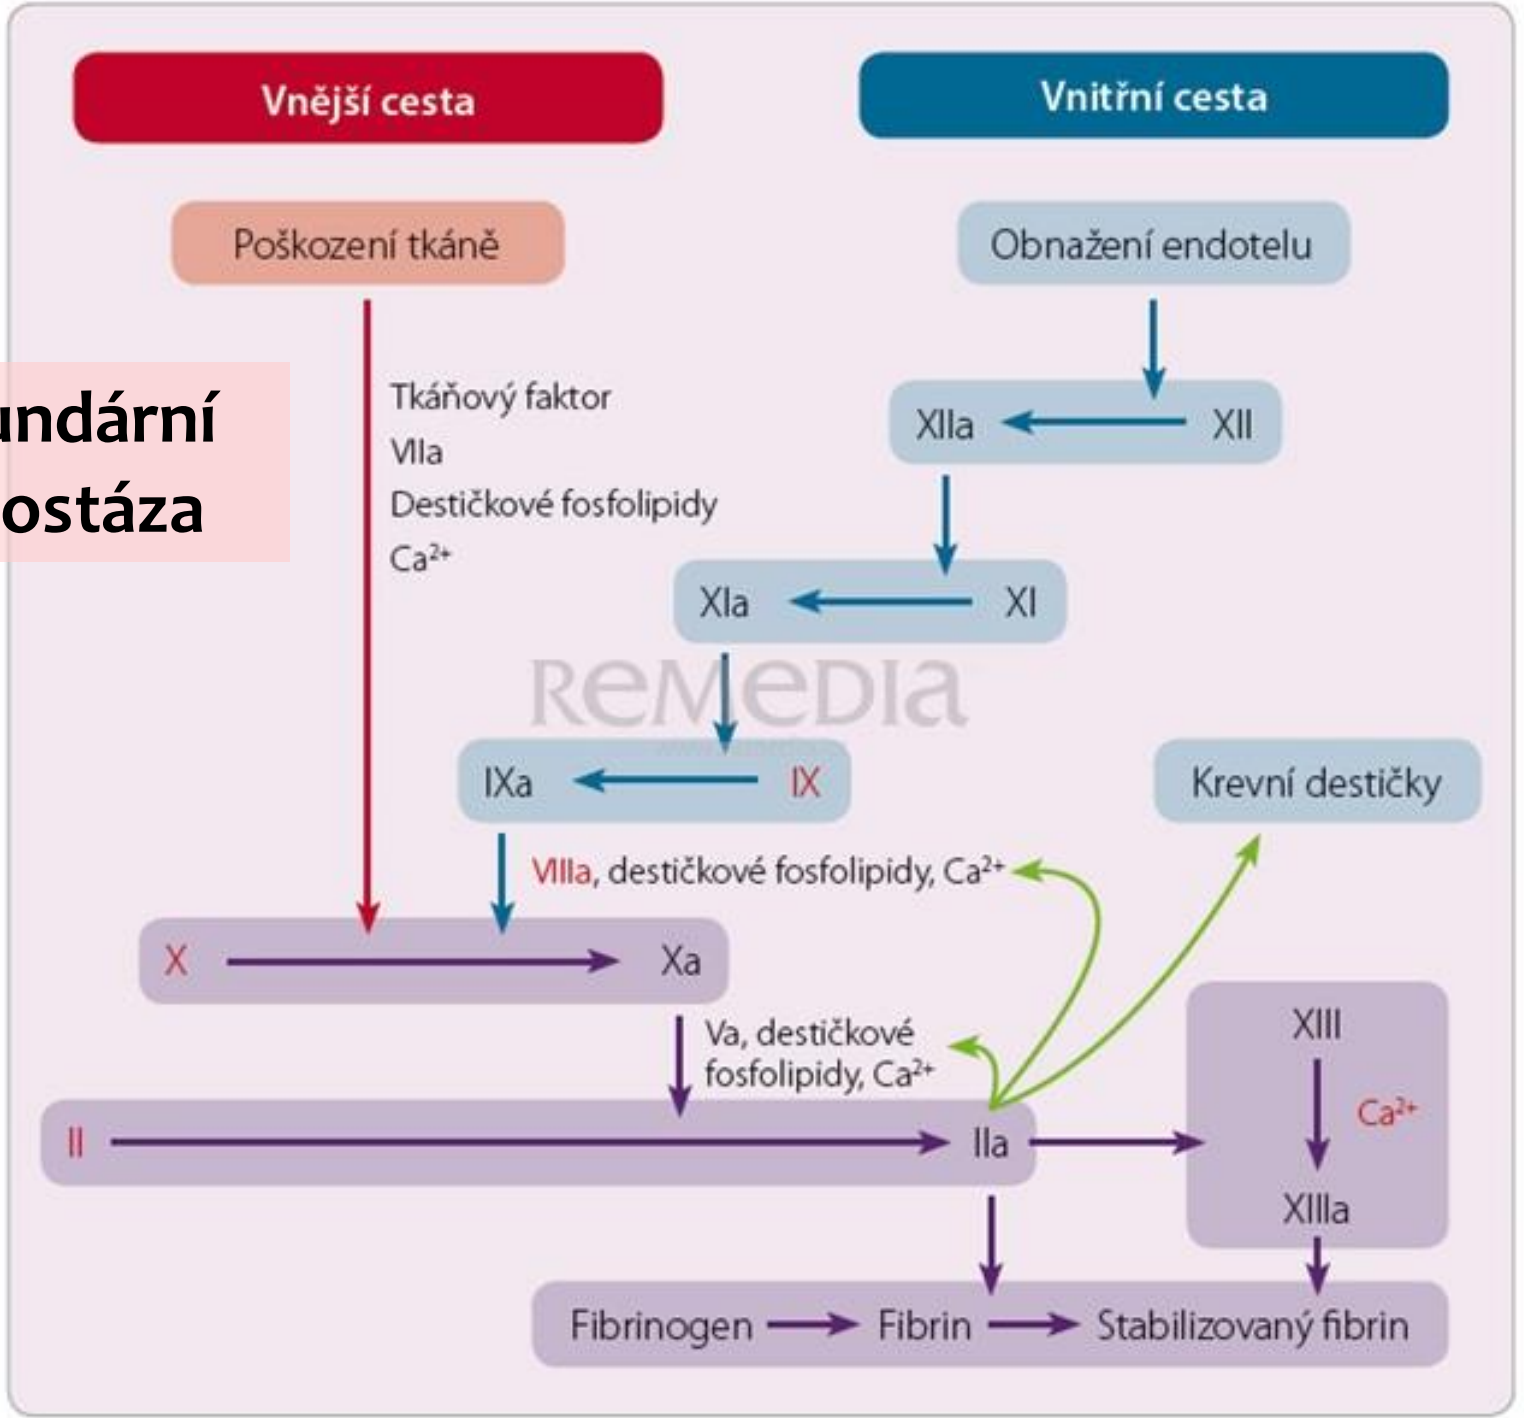 Vnější cesta
Vnitřní cesta
Poškození tkáně
Obnažení endotelu
undární
ostáza
Tkáňový faktor
VIIa
Destičkové fosfolipidy
Ca²⁺
XIIa XII
XIa XI
ReMeDIa
IXa IX
Krevní destičky
VIIIa, destičkové fosfolipidy, Ca²⁺
X Xa
Va, destičkové
fosfolipidy, Ca²⁺
XIII
Ca²⁺
XIIIa
II IIa
Fibrinogen Fibrin Stabilizovaný fibrin